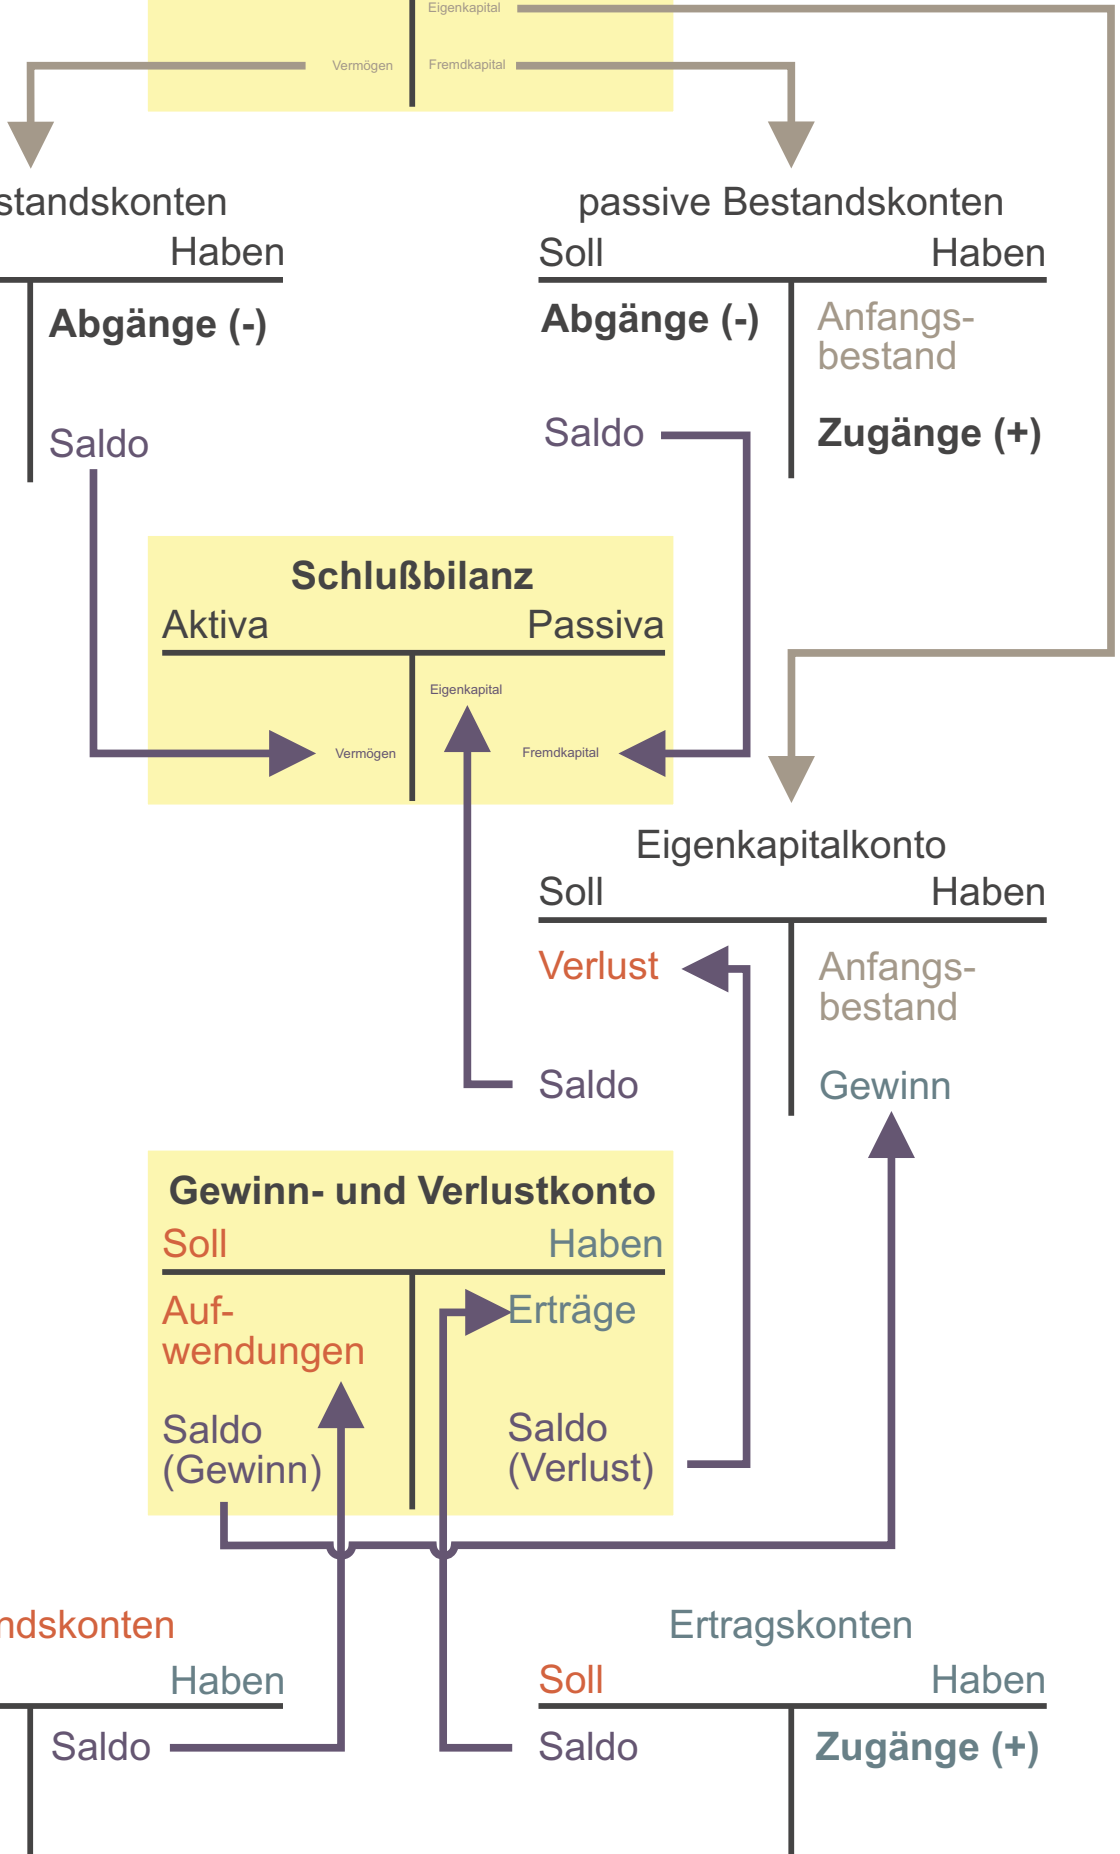 Eigenkapital
Vermögen Fremdkapital
standskonten
Haben
Abgänge (-)
Saldo
passive Bestandskonten
Soll Haben
Abgänge (-)
Saldo
Anfangs-
bestand
Zugänge (+)
Schlußbilanz
Aktiva Passiva
Eigenkapital
Vermögen Fremdkapital
Eigenkapitalkonto
Soll Haben
Verlust
Saldo
Anfangs-
bestand
Gewinn
Gewinn- und Verlustkonto
Soll Haben
Auf-
wendungen
Saldo
(Gewinn)
Erträge
Saldo
(Verlust)
ndskonten
Haben
Saldo
Ertragskonten
Soll Haben
Saldo Zugänge (+)